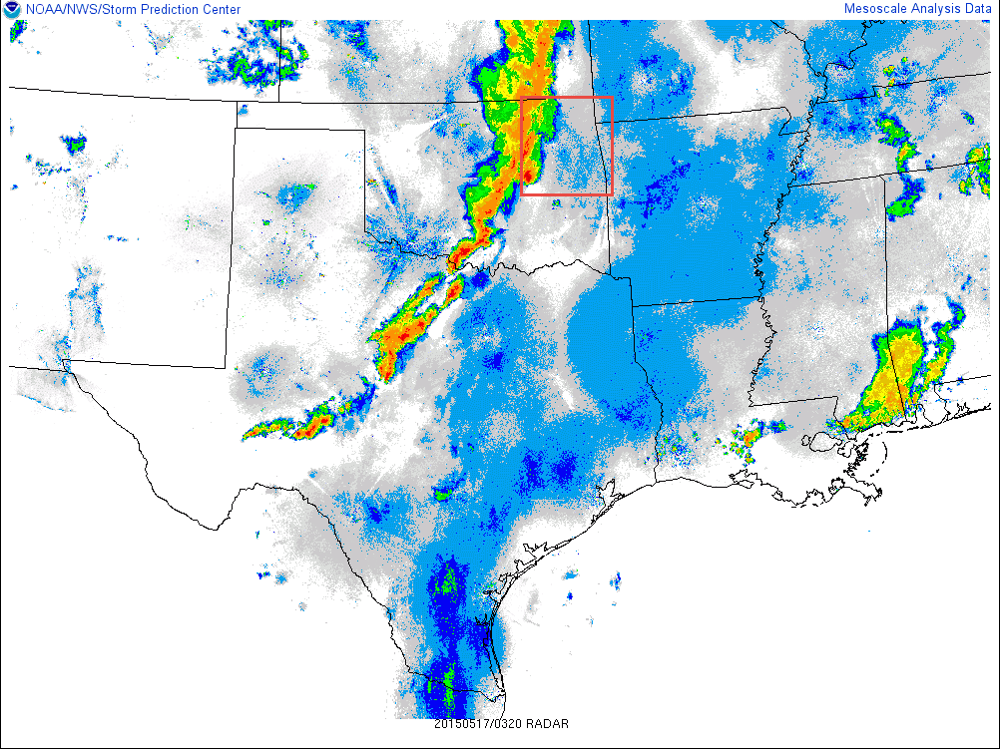 NOAA/NWS/Storm Prediction Center
Mesoscale Analysis Data
20150517/0320 RADAR